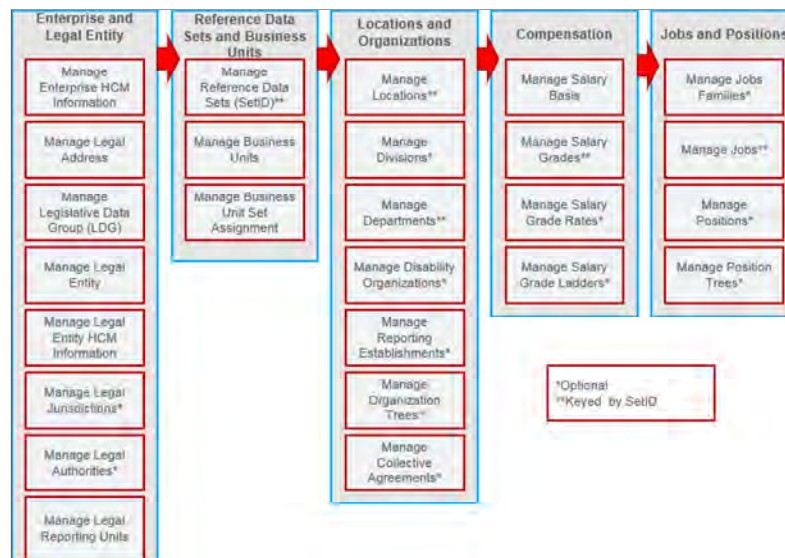 Enterprise and
Legal Entity
Manage
Enterprise HCM
Information
Manage Legal
Address
Manage
Legislative Data
Group (LDG)
Manage Legal
Entity
Manage Legal
Entity HCM
Information
Manage Legal
Jurisdictions*
Manage Legal
Authorities*
Manage Legal
Reporting Units
Reference Data
Sets and Business
Units
Manage
Reference Data
Sets (SetID)**
Manage Business
Units
Manage Business
Unit Set
Assignment
Locations and
Organizations
Manage
Locations**
Manage
Divisions*
Manage
Departments**
Manage Disability
Organizations*
Manage
Reporting
Establishments*
Manage
Organization
Trees*
Manage
Collective
Agreements*
Compensation
Manage Salary
Basis
Manage Salary
Grades**
Manage Salary
Grade Rates*
Manage Salary
Grade Ladders*
Jobs and Positions
Manage Jobs
Families*
Manage Jobs**
Manage
Positions*
Manage Position
Trees*
*Optional
**Keyed by SetID